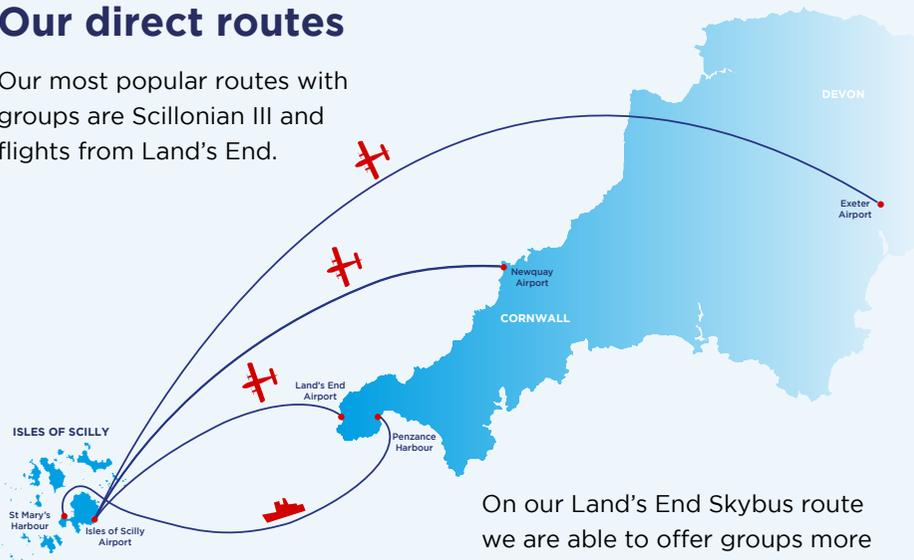 Our direct routes
Our most popular routes with
groups are Scillonian III and
flights from Land's End.
DEVON
Exeter
Airport
Newquay
Airport
CORNWALL
Land's End
Airport
Penzance
Harbour
ISLES OF SCILLY
St Mary's
Harbour
Isles of Scilly
Airport
On our Land's End Skybus route
we are able to offer groups more